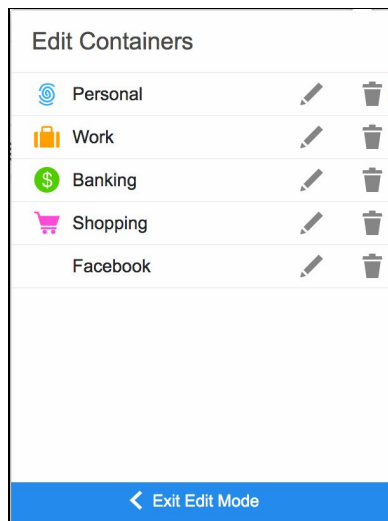 Edit Containers
Personal
Work
$
Banking
Shopping
Facebook
Exit Edit Mode